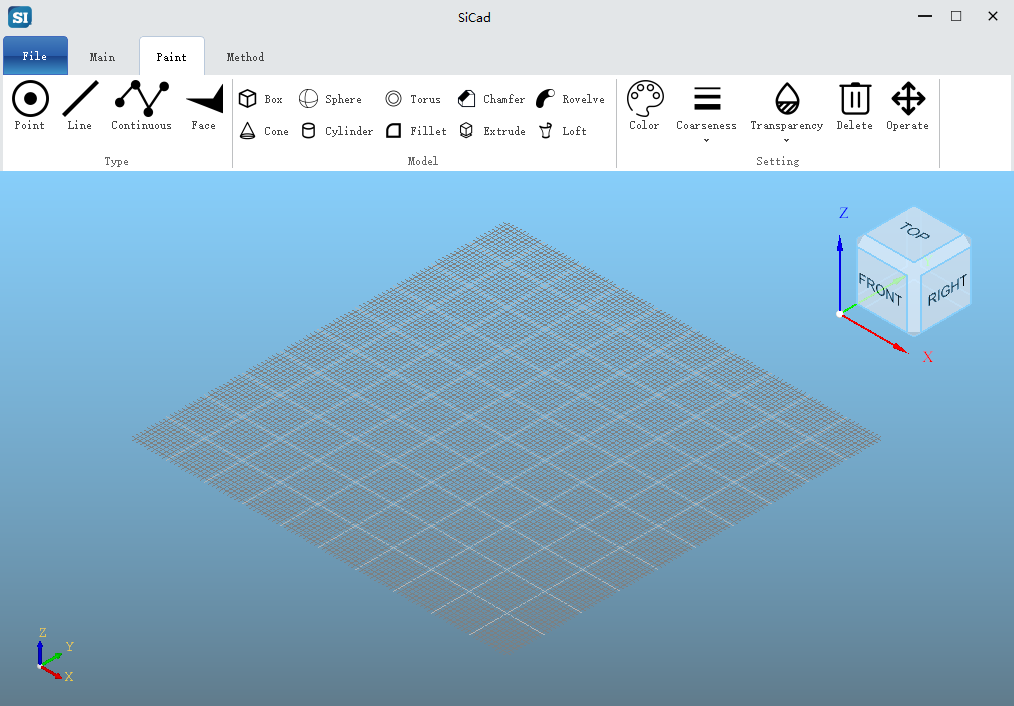 SI SiCad
File Main Paint Method
Point Line Continuous Face
Box Sphere Torus Chamfer Rovelve
Cone Cylinder Fillet Extrude Loft
Color Coarseness Transparency Delete Operate
Type Model Setting
Z
TOP
FRONT RIGHT
X
Z
Y
X